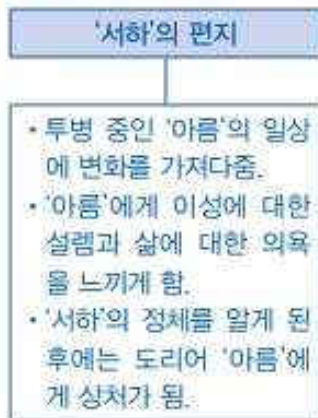 ‘서하’의 편지
• 투병 중인 ‘아름’의 일상
에 변화를 가져다줌.
• ‘아름’에게 이성에 대한
설렘과 삶에 대한 의욕
을 느끼게 함.
• ‘서하’의 정체를 알게 된
후에는 도리어 ‘아름’에
게 상처가 됨.